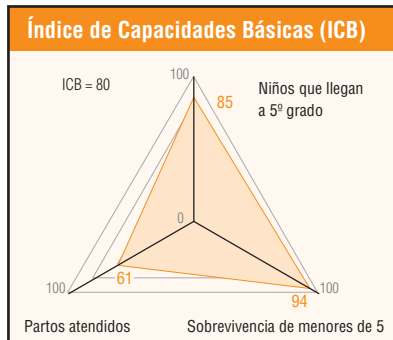 Índice de Capacidades Básicas (ICB)
ICB = 80
100
85
Niños que llegan
a 5º grado
0
100
61
94
100
Partos atendidos
Sobrevivencia de menores de 5